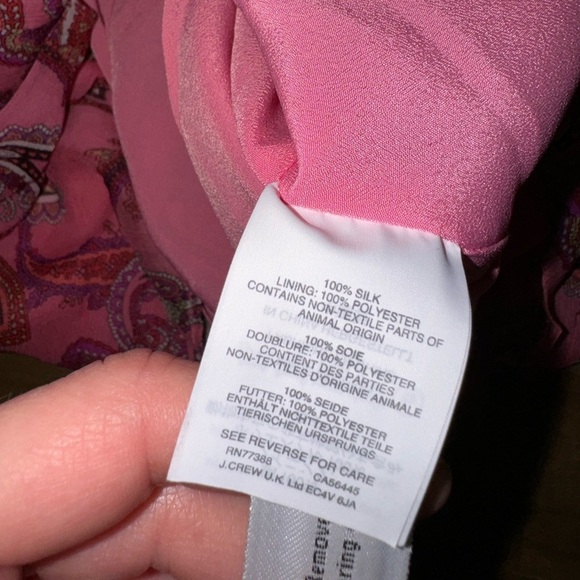 100% SILK
LINING: 100% POLYESTER
CONTAINS NON-TEXTILE PARTS OF
ANIMAL ORIGIN
100% SOIE
DOUBLURE: 100% POLYESTER
CONTIENT DES PARTIES
NON-TEXTILES D'ORIGINE ANIMALE
100% SEIDE
FUTTER: 100% POLYESTER
ENTHÄLT NICHTTEXTILE TEILE
TIERISCHEN URSPRUNGS
SEE REVERSE FOR CARE
RN77388 CA56445
J.CREW U.K. Ltd EC4V 6JA